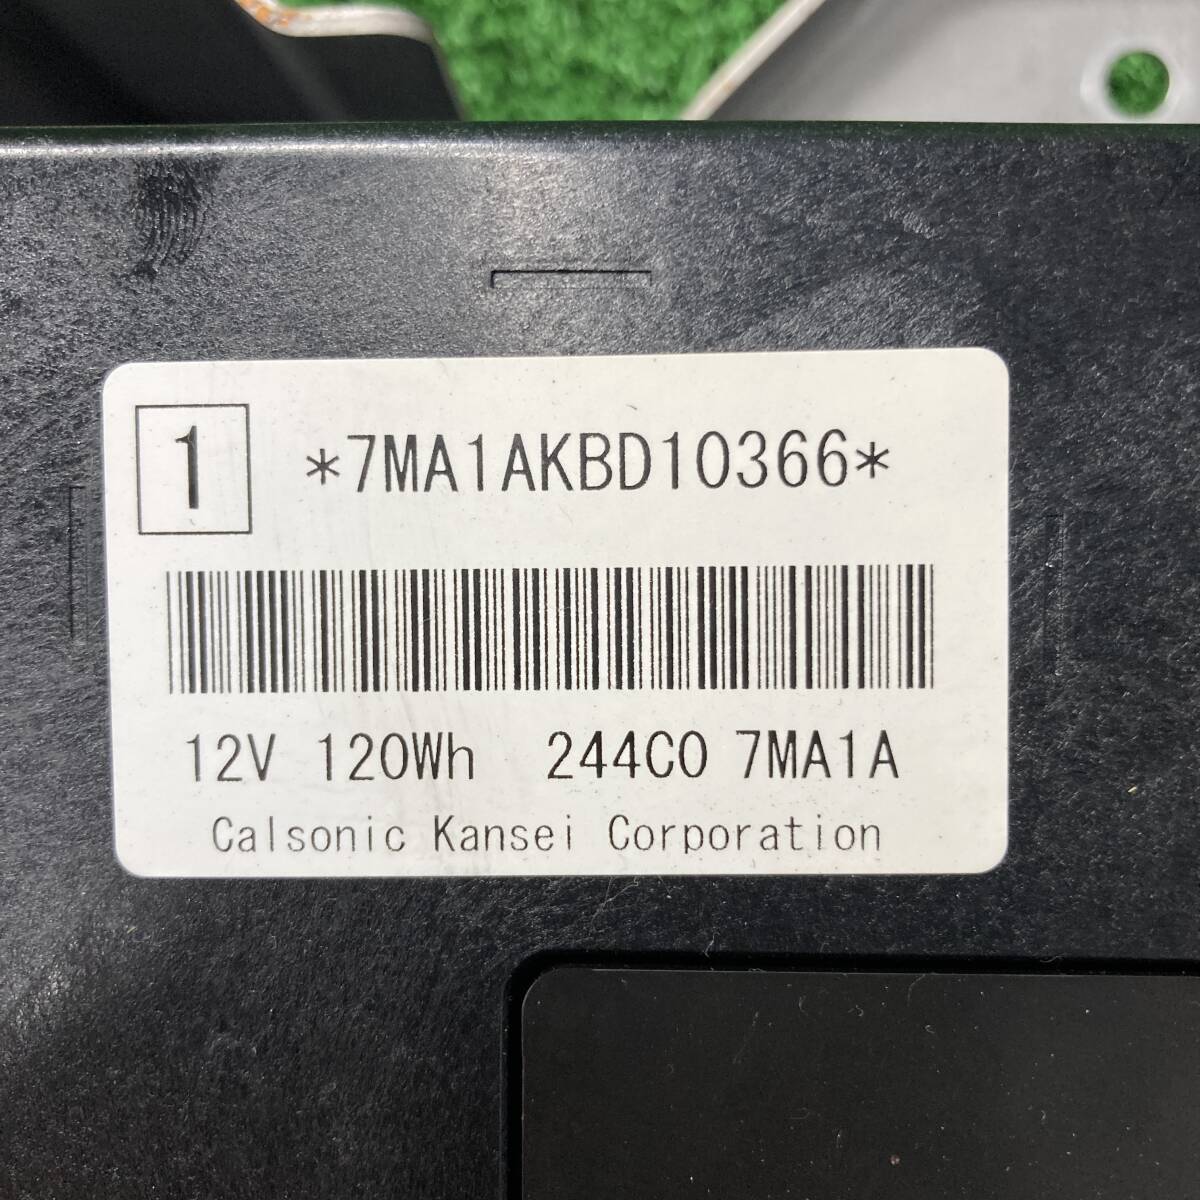 1 *7MA1AKBD10366*
12V 120Wh 244C0 7MA1A
Calsonic Kansei Corporation